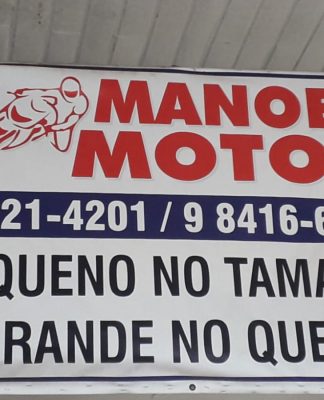 MANOE
MOTO
21-4201 / 9 8416-6
QUENO NO TAMA
RANDE NO QUE